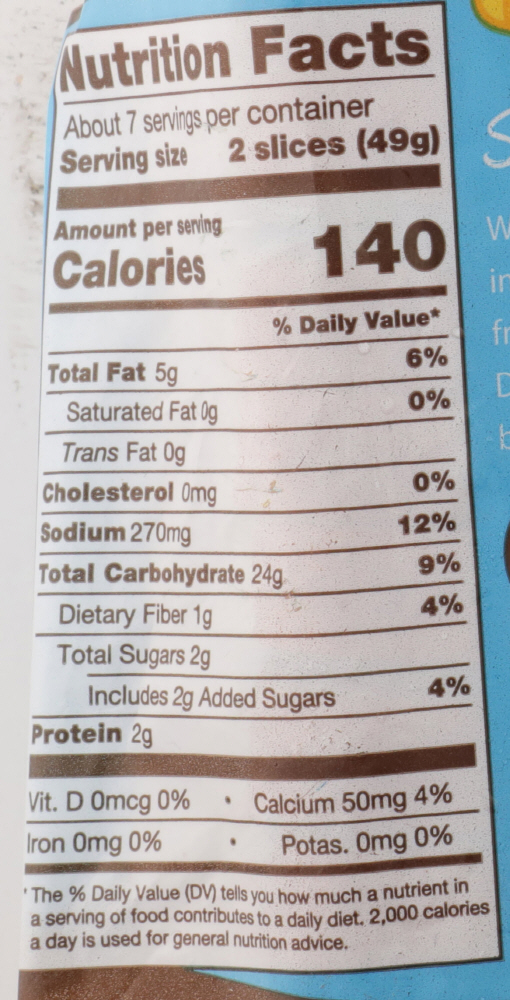 Nutrition Facts
About 7 servings per container
Serving size 2 slices (49g)
Amount per serving
Calories 140
% Daily Value*
Total Fat 5g 6%
Saturated Fat 0g 0%
Trans Fat 0g
Cholesterol 0mg 0%
Sodium 270mg 12%
Total Carbohydrate 24g 9%
Dietary Fiber 1g 4%
Total Sugars 2g
Includes 2g Added Sugars 4%
Protein 2g
Vit. D 0mcg 0% • Calcium 50mg 4%
Iron 0mg 0% • Potas. 0mg 0%
* The % Daily Value (DV) tells you how much a nutrient in
a serving of food contributes to a daily diet. 2,000 calories
a day is used for general nutrition advice.